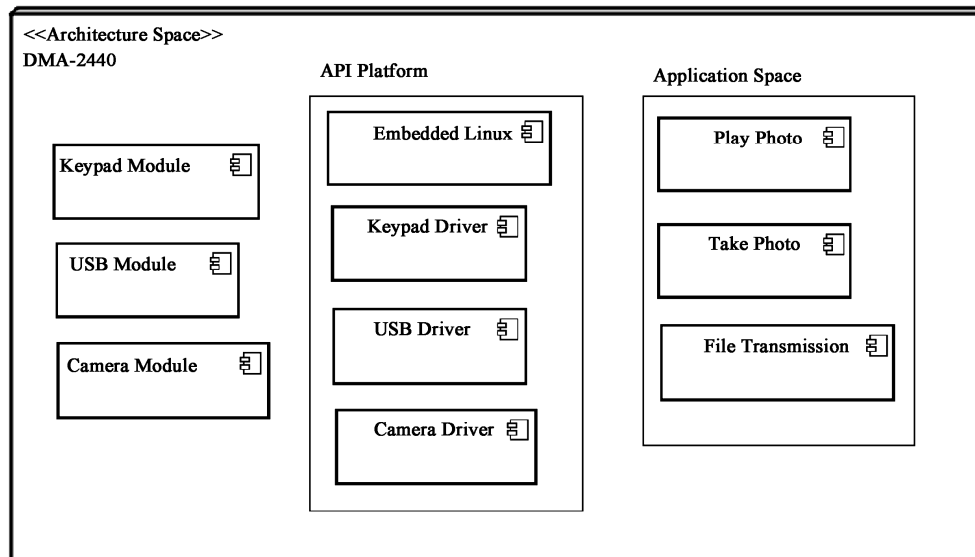 <<Architecture Space>>
DMA-2440
Keypad Module
USB Module
Camera Module
API Platform
Embedded Linux
Keypad Driver
USB Driver
Camera Driver
Application Space
Play Photo
Take Photo
File Transmission